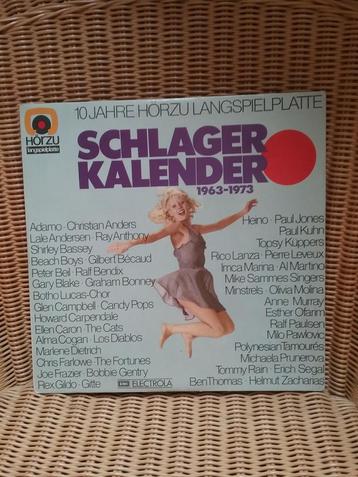 HÖRZU
langspielplatte
10 JAHRE HÖRZU LANGSPIELPLATTE
SCHLAGER
KALENDER
1963-1973
Adamo · Christian Anders
Lale Andersen · Ray Anthony
Shirley Bassey
Beach Boys · Gilbert Bécaud
Peter Beil · Ralf Bendix
Gary Blake · Graham Bonney
Botho Lucas-Chor
Glen Campbell · Candy Pops
Howard Carpendale
Ellen Caron · The Cats
Alma Cogan · Los Diablos
Marlene Dietrich
Chris Farlowe · The Fortunes
Joe Frazier · Bobbie Gentry
Rex Gildo · Gitte
Heino · Paul Jones
Paul Kuhn
Topsy Küppers
Rico Lanza · Pierre Leveux
Imca Marina · Al Martino
Mike Sammes Singers
Minstrels · Olivia Molina
Anne Murray
Esther Ofarim
Ralf Paulsen
Milo Pawlovic
Polynesian Tamourés
Michaela Prunerova
Tommy Rain · Erich Segal
Ben Thomas · Helmut Zacharias
EMI ELECTROLA